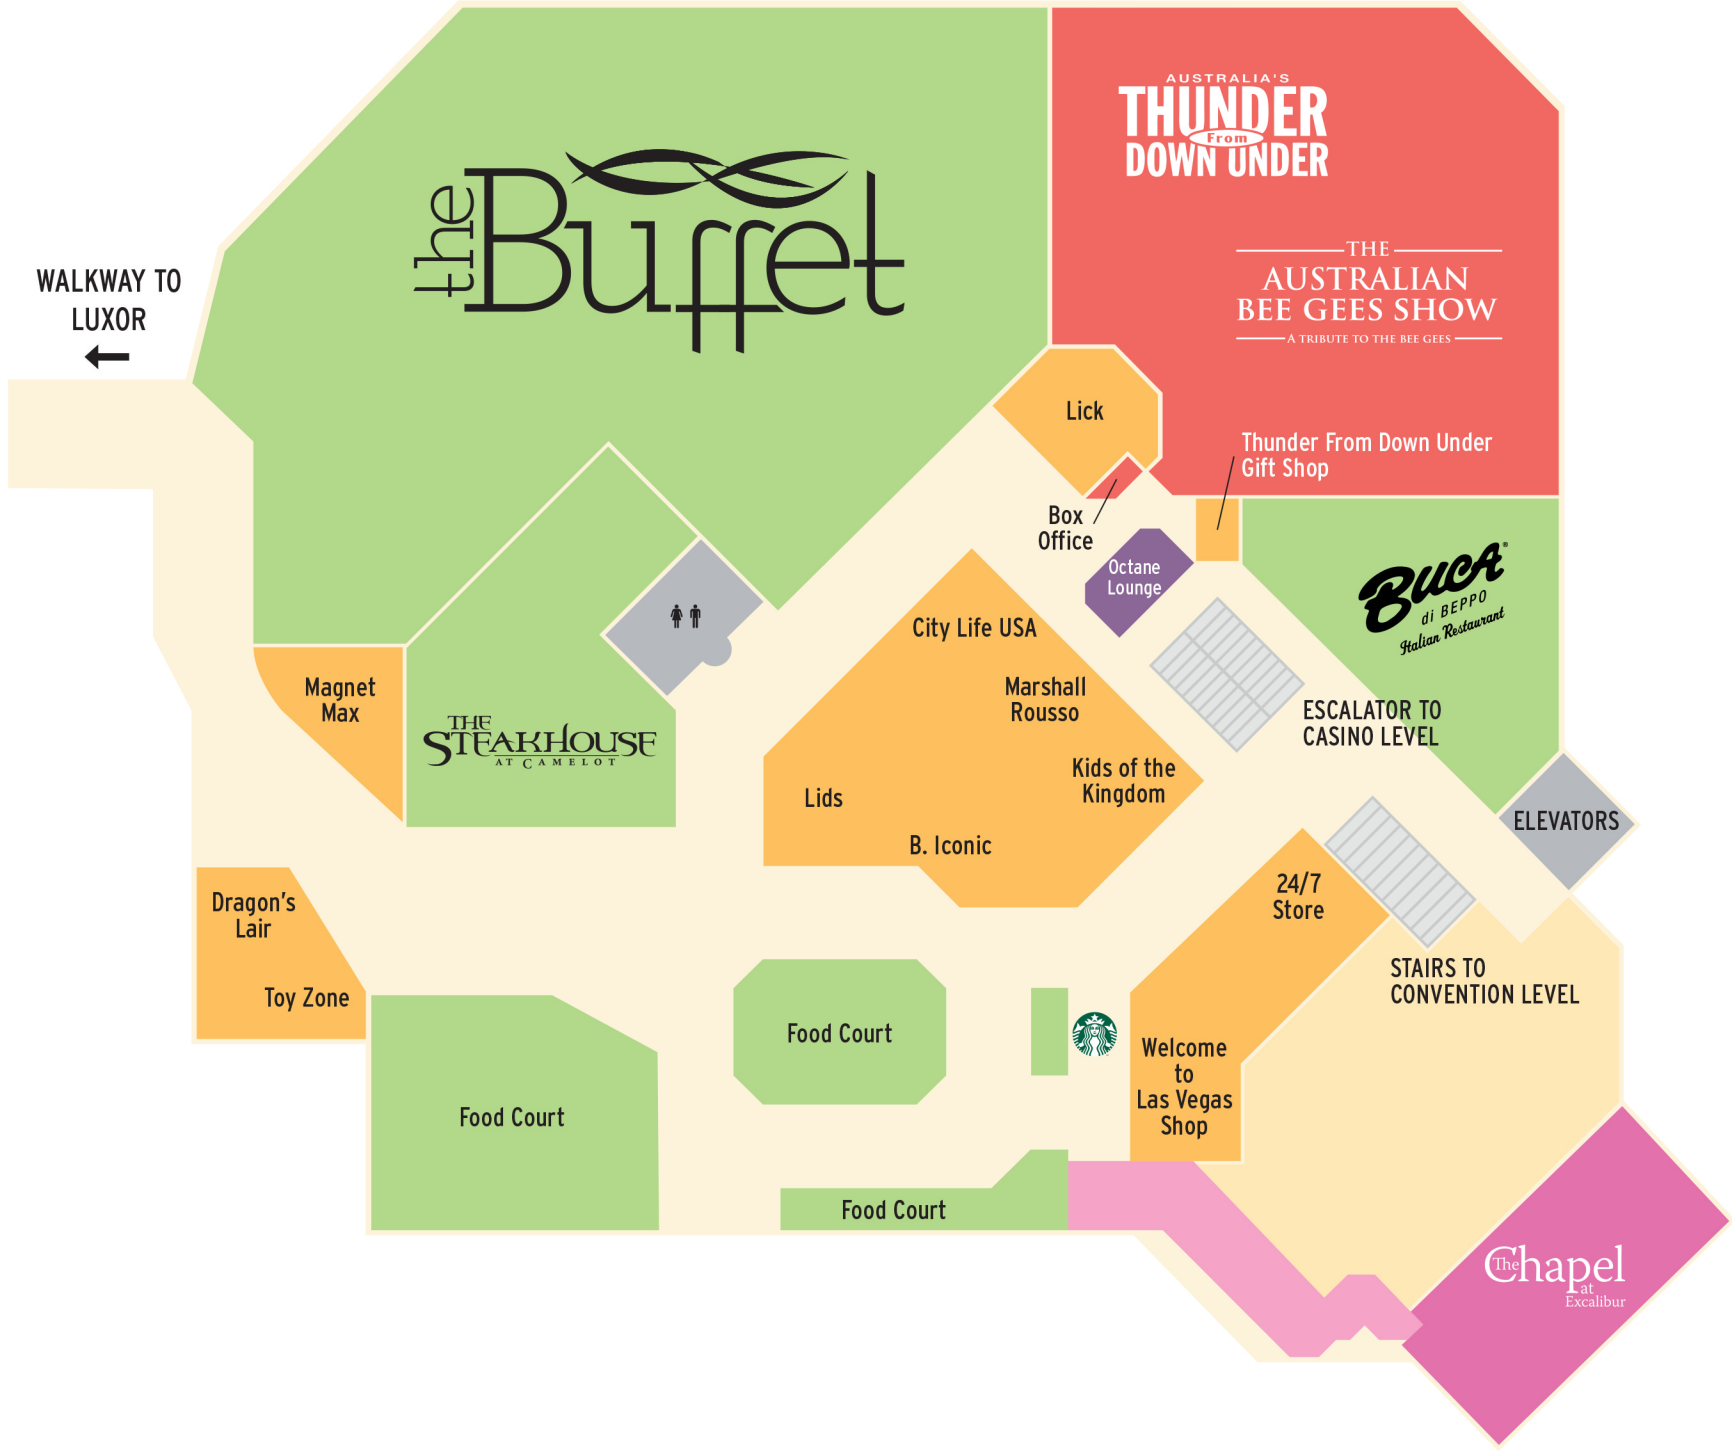 AUSTRALIA'S
THUNDER
From
DOWN UNDER
the Buffet
THE
AUSTRALIAN
BEE GEES SHOW
A TRIBUTE TO THE BEE GEES
WALKWAY TO
LUXOR
Lick
Thunder From Down Under
Gift Shop
Box
Office
Octane
Lounge
BUCA®
di BEPPO
Italian Restaurant
City Life USA
Marshall
Rousso
Magnet
Max
THE
STEAKHOUSE
AT CAMELOT
ESCALATOR TO
CASINO LEVEL
Kids of the
Kingdom
Lids
B. Iconic
ELEVATORS
24/7
Store
Dragon's
Lair
Toy Zone
STAIRS TO
CONVENTION LEVEL
Food Court
Welcome
to
Las Vegas
Shop
Food Court
Food Court
The Chapel
at
Excalibur